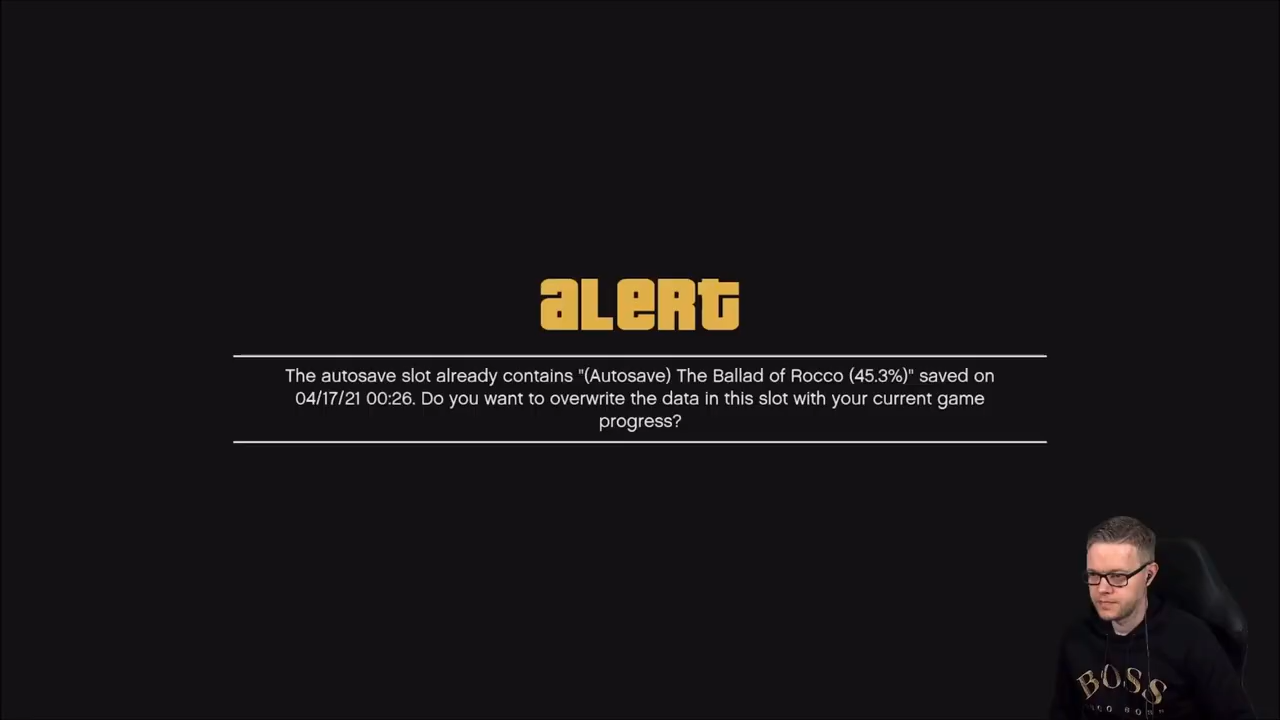 alert
The autosave slot already contains "(Autosave) The Ballad of Rocco (45.3%)" saved on
04/17/21 00:26. Do you want to overwrite the data in this slot with your current game
progress?
BOSS